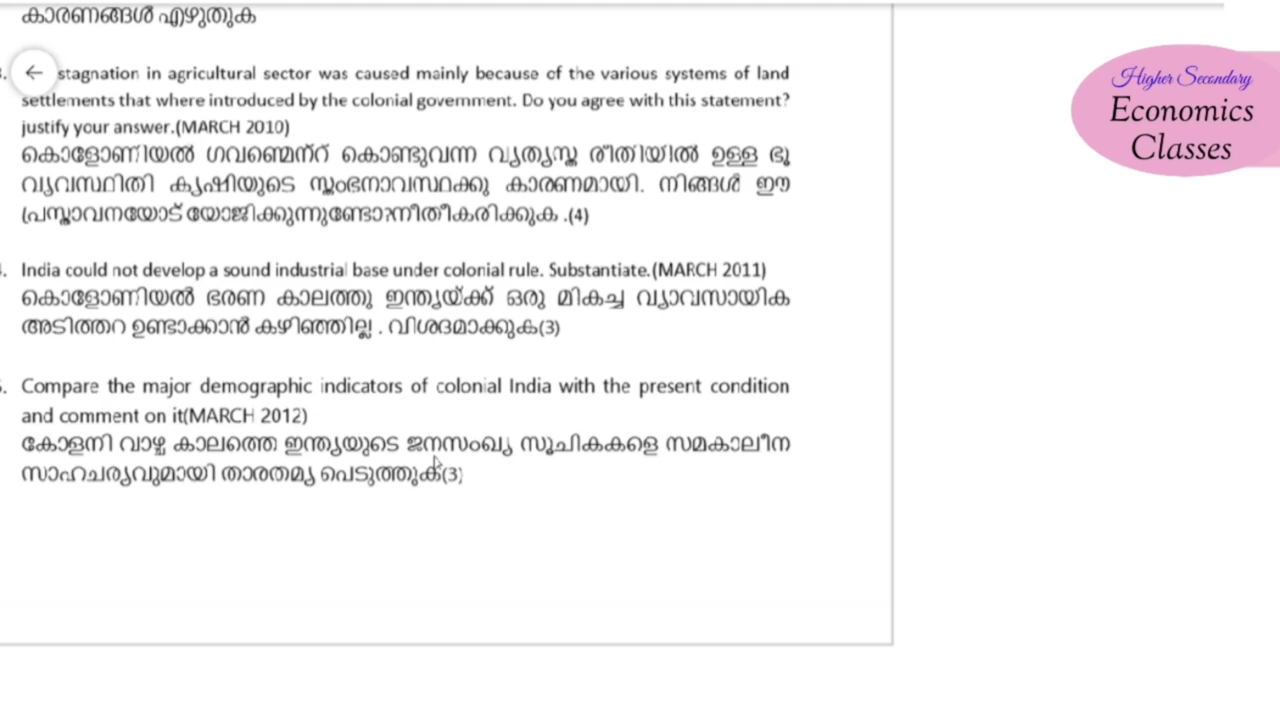 കാരണങ്ങൾ എഴുതുക
stagnation in agricultural sector was caused mainly because of the various systems of land
settlements that where introduced by the colonial government. Do you agree with this statement?
justify your answer.(MARCH 2010)
കൊളോണിയൽ ഗവണ്മെന്റ് കൊണ്ടുവന്ന വ്യത്യസ്ത രീതിയിൽ ഉള്ള ഭൂ
വ്യവസ്ഥിതി കൃഷിയുടെ സ്തംഭനാവസ്ഥക്കു കാരണമായി. നിങ്ങൾ ഈ
പ്രസ്താവനയോട് യോജിക്കുന്നുണ്ടോ?നീതീകരിക്കുക .(4)
India could not develop a sound industrial base under colonial rule. Substantiate.(MARCH 2011)
കൊളോണിയൽ ഭരണ കാലത്തു ഇന്ത്യയ്ക്ക് ഒരു മികച്ച വ്യാവസായിക
അടിത്തറ ഉണ്ടാക്കാൻ കഴിഞ്ഞില്ല . വിശദമാക്കുക(3)
Compare the major demographic indicators of colonial India with the present condition
and comment on it(MARCH 2012)
കോളനി വാഴ്ച കാലത്തെ ഇന്ത്യയുടെ ജനസംഖ്യ സൂചികകളെ സമകാലീന
സാഹചര്യവുമായി താരതമ്യ പെടുത്തുക(3)
Higher Secondary
Economics
Classes